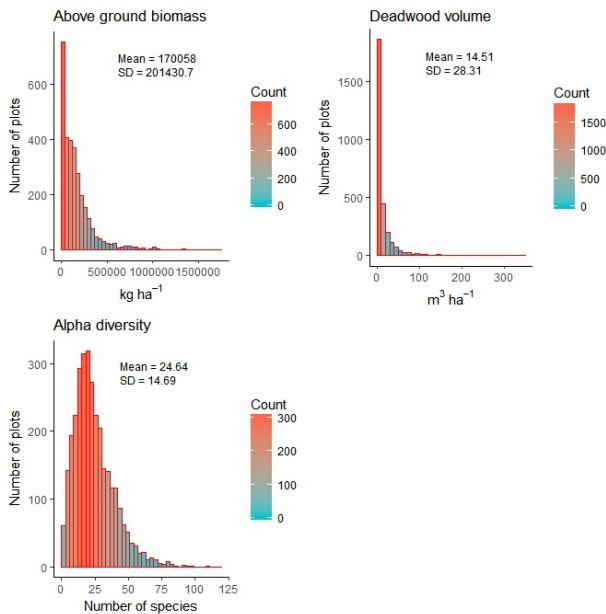 Above ground biomass
Mean = 170058
SD = 201430.7
Number of plots
600
400
200
0
0
500000
1000000
1500000
kg ha⁻¹
Count
600
400
200
0
Deadwood volume
Mean = 14.51
SD = 28.31
Number of plots
1500
1000
500
0
0
100
200
300
m³ ha⁻¹
Count
1500
1000
500
0
Alpha diversity
Mean = 24.64
SD = 14.69
Number of plots
300
200
100
0
0
25
50
75
100
125
Number of species
Count
300
200
100
0